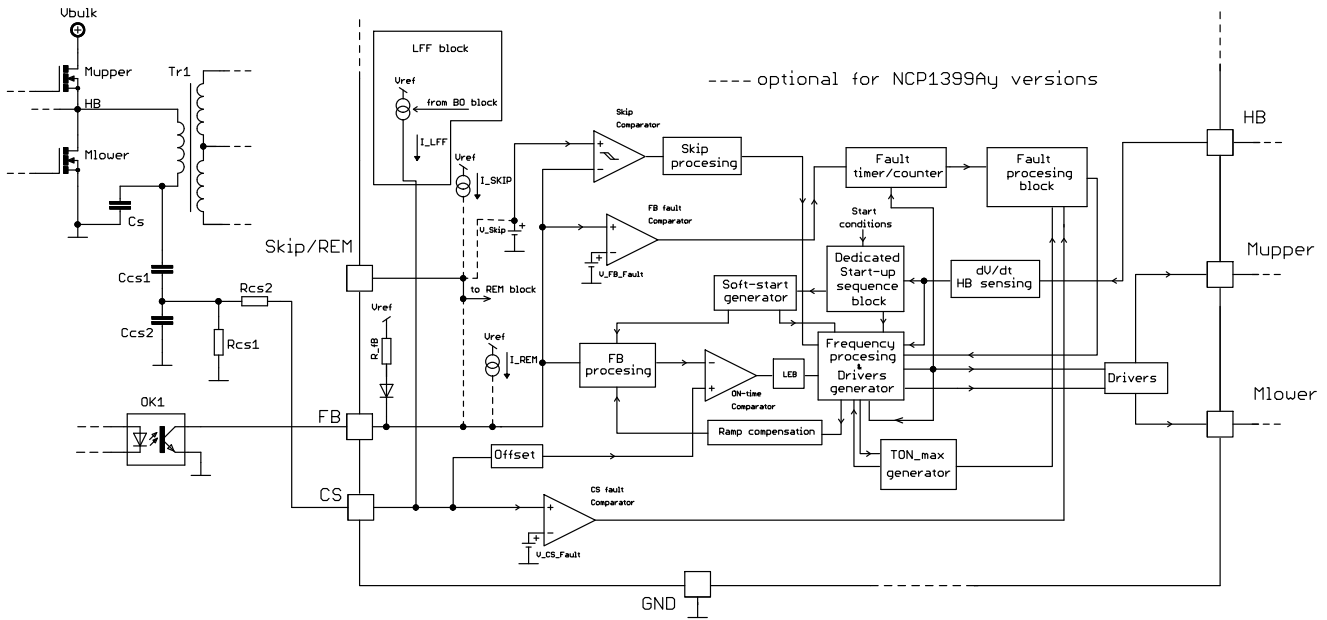 Vbulk
Mupper
Tr1
HB
Mlower
Cs
Ccs1
Rcs2
Ccs2
Rcs1
OK1
Skip/REM
FB
CS
GND
LFF block
Vref
from BO block
I_LFF
Vref
I_SKIP
V_Skip
to REM block
Vref
R_fB
Vref
I_REM
---- optional for NCP1399Ay versions
Skip
Comparator
Skip
procesing
FB fault
Comparator
V_FB_Fault
Fault
timer/counter
Fault
procesing
block
Start
conditions
Dedicated
Start-up
sequence
block
dV/dt
HB sensing
Soft-start
generator
FB
procesing
ON-time
Comparator
LEB
Frequency
procesing
&
Drivers
generator
Ramp compensation
Offset
TON_max
generator
CS fault
Comparator
V_CS_Fault
Drivers
HB
Mupper
Mlower